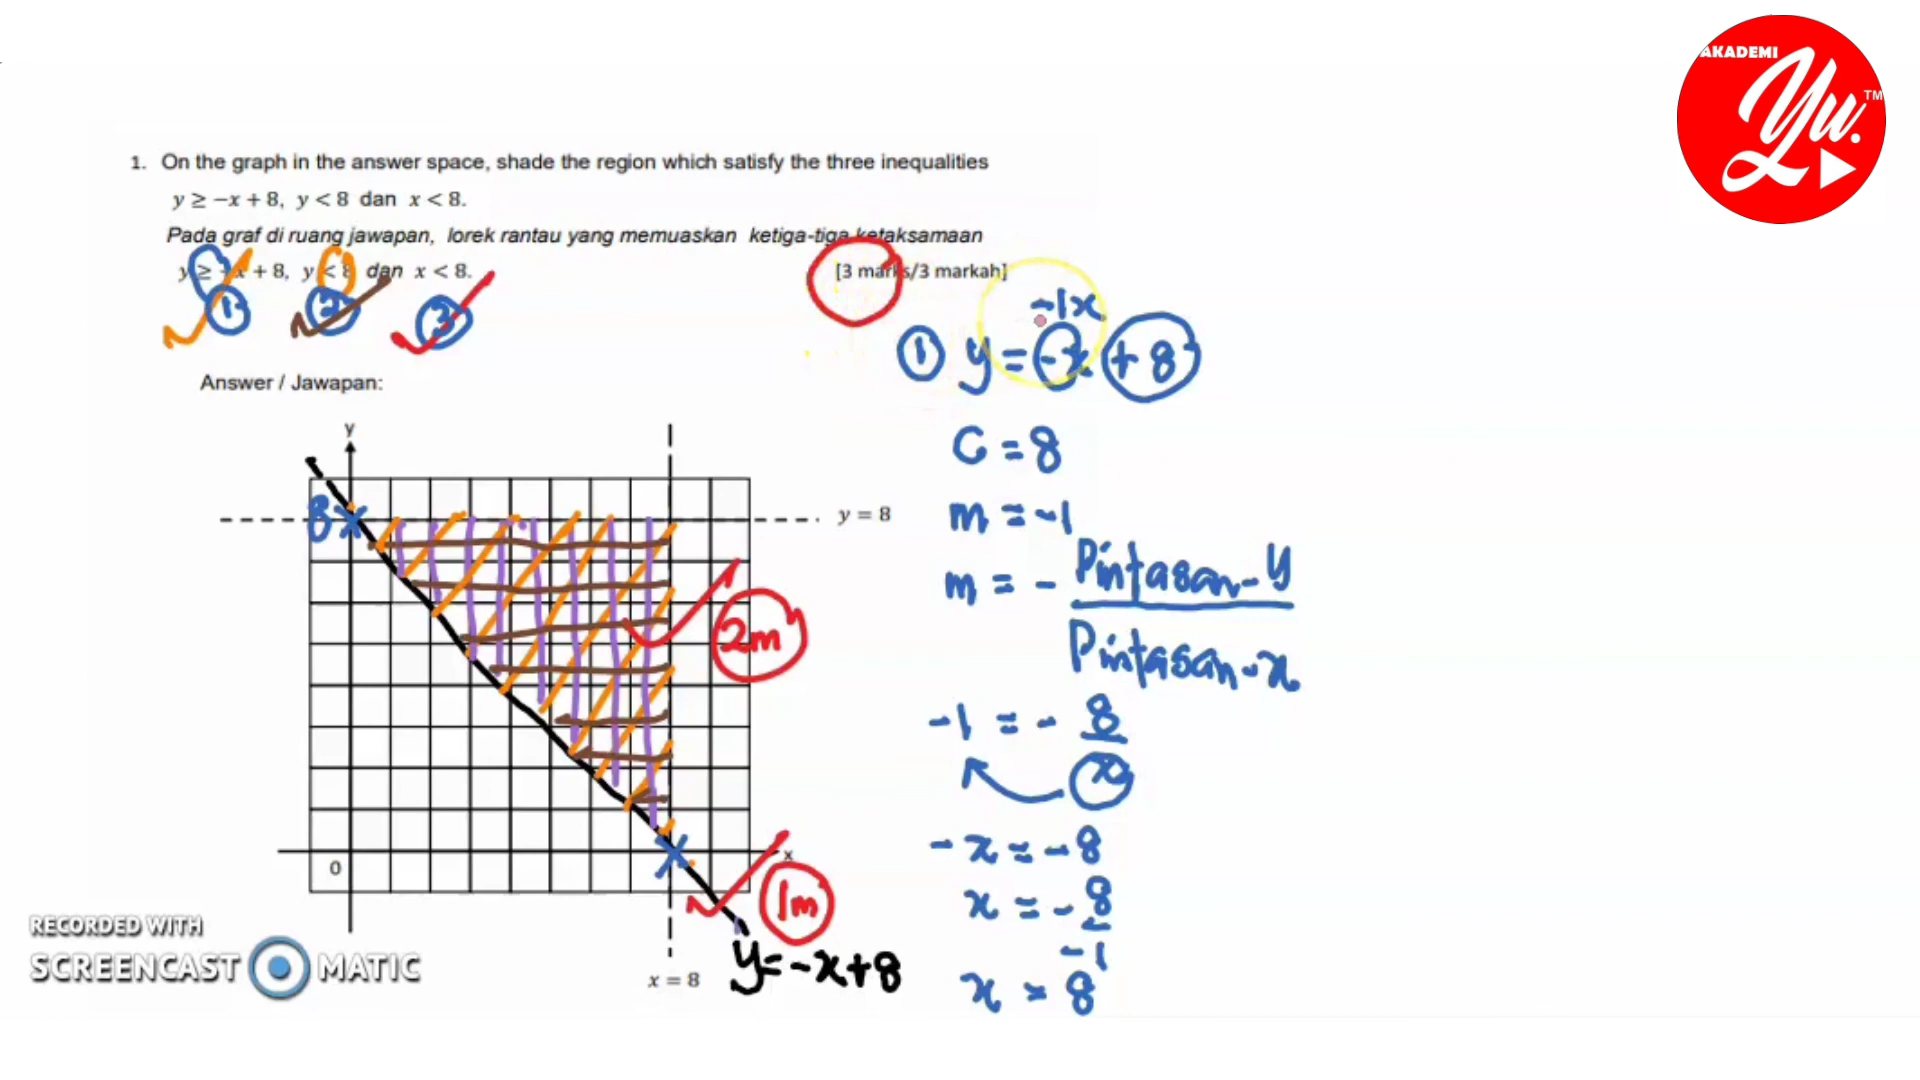 AKADEMI
Yu.
TM
1. On the graph in the answer space, shade the region which satisfy the three inequalities
y ≥ −x + 8, y < 8 dan x < 8.
Pada graf di ruang jawapan, lorek rantau yang memuaskan ketiga-tiga ketaksamaan
y ≥ −x + 8, y < 8 dan x < 8. [3 marks/3 markah]
1 2 3
-1x
1 y = -x + 8
Answer / Jawapan:
y
C = 8
8
y = 8
m = -1
m = - Pintasan-y
Pintasan-x
2m
-1 = - 8
x
-x = -8
x
0
1m
x = - 8
-1
y=-x+8
x = 8
x = 8
RECORDED WITH
SCREENCAST MATIC